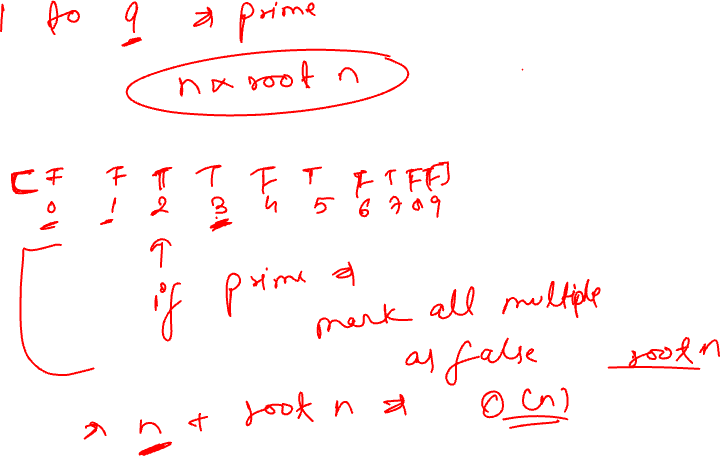 1 to 9 → prime
n x root n
[F F T T F T F T F F]
0 1 2 3 4 5 6 7 8 9
↑
if prime →
mark all multiple
as false root n
→ n + root n → O(n)